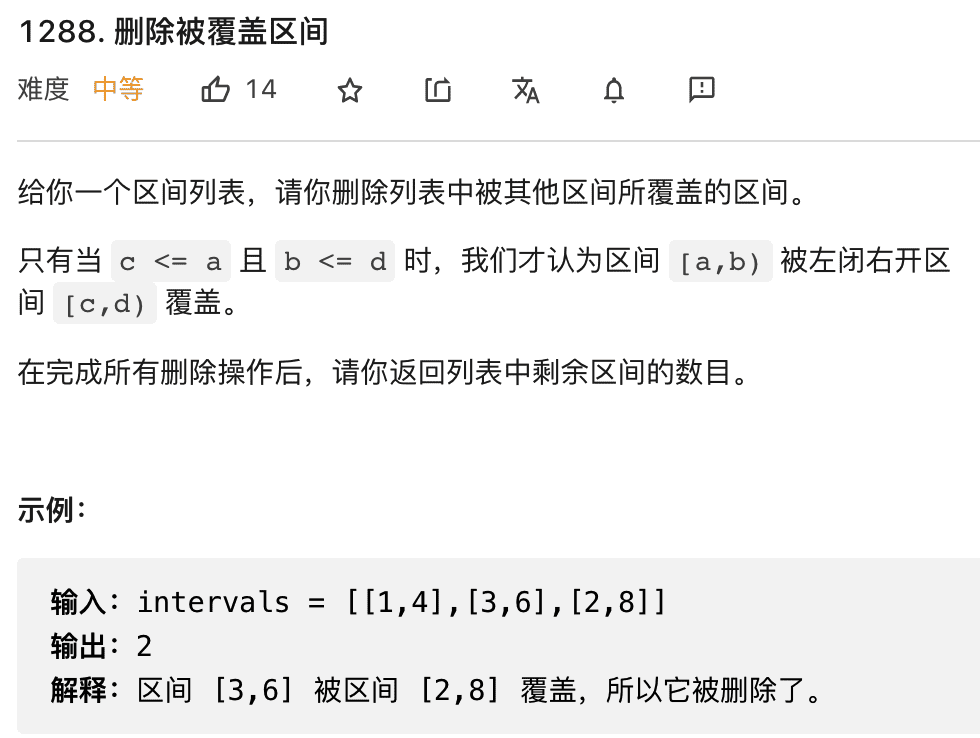 1288. 删除被覆盖区间
难度 中等 14
给你一个区间列表，请你删除列表中被其他区间所覆盖的区间。
只有当 c <= a 且 b <= d 时，我们才认为区间 [a,b) 被左闭右开区
间 [c,d) 覆盖。
在完成所有删除操作后，请你返回列表中剩余区间的数目。
示例：
输入：intervals = [[1,4],[3,6],[2,8]]
输出：2
解释：区间 [3,6] 被区间 [2,8] 覆盖，所以它被删除了。